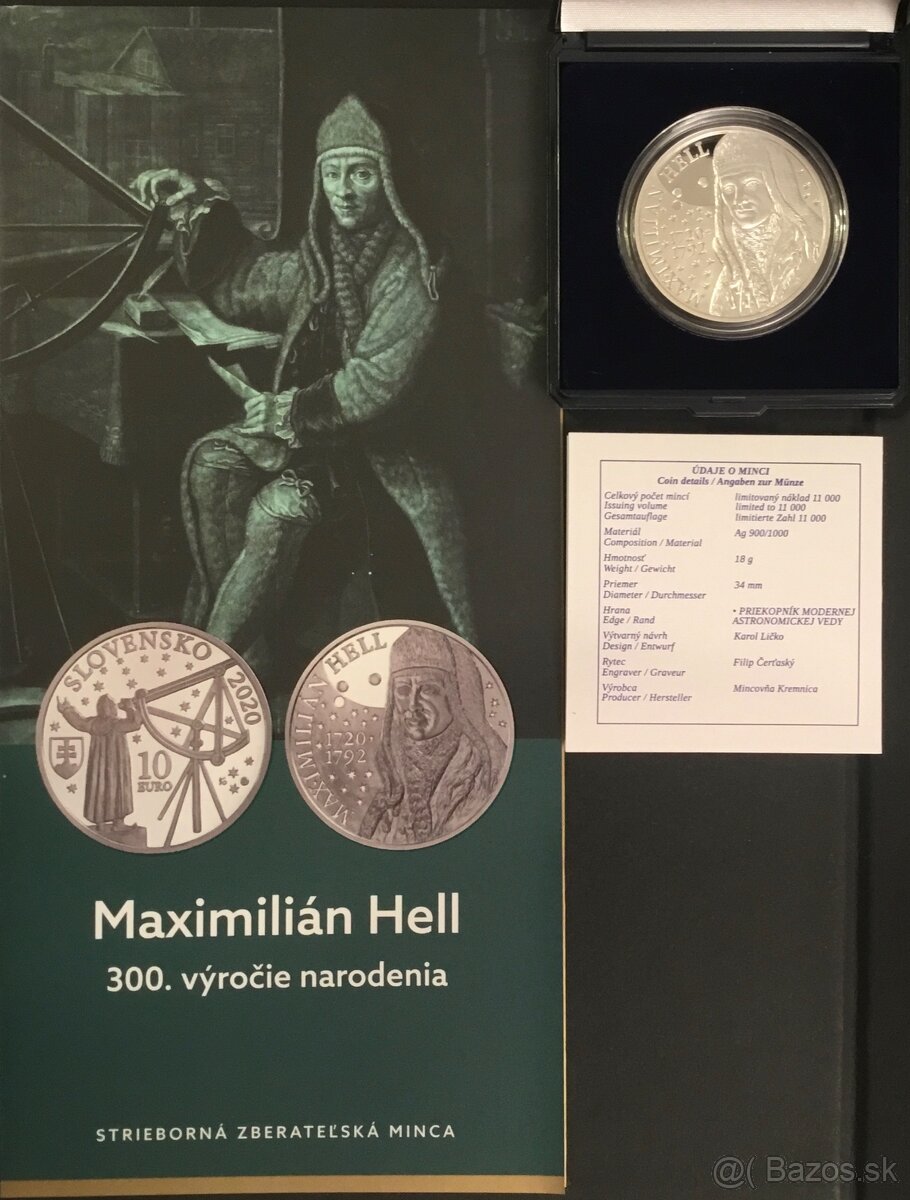 MAXIMILIÁN HELL
SLOVENSKO
2020
10
EURO
MAXIMILIÁN HELL
1720
1792
Maximilián Hell
300. výročie narodenia
STRIEBORNÁ ZBERATEĽSKÁ MINCA
ÚDAJE O MINCI
Coin details / Angaben zur Münze
Celkový počet mincí limitovaný náklad 11 000
Issuing volume limited to 11 000
Gesamtauflage limitierte Zahl 11 000
Materiál Ag 900/1000
Composition / Material
Hmotnosť 18 g
Weight / Gewicht
Priemer 34 mm
Diameter / Durchmesser
Hrana • PRIEKOPNÍK MODERNEJ
Edge / Rand ASTRONOMICKEJ VEDY
Výtvarný návrh Karol Ličko
Design / Entwurf
Rytec Filip Čerťaský
Engraver / Graveur
Výrobca Mincovňa Kremnica
Producer / Hersteller
@( Bazos.sk